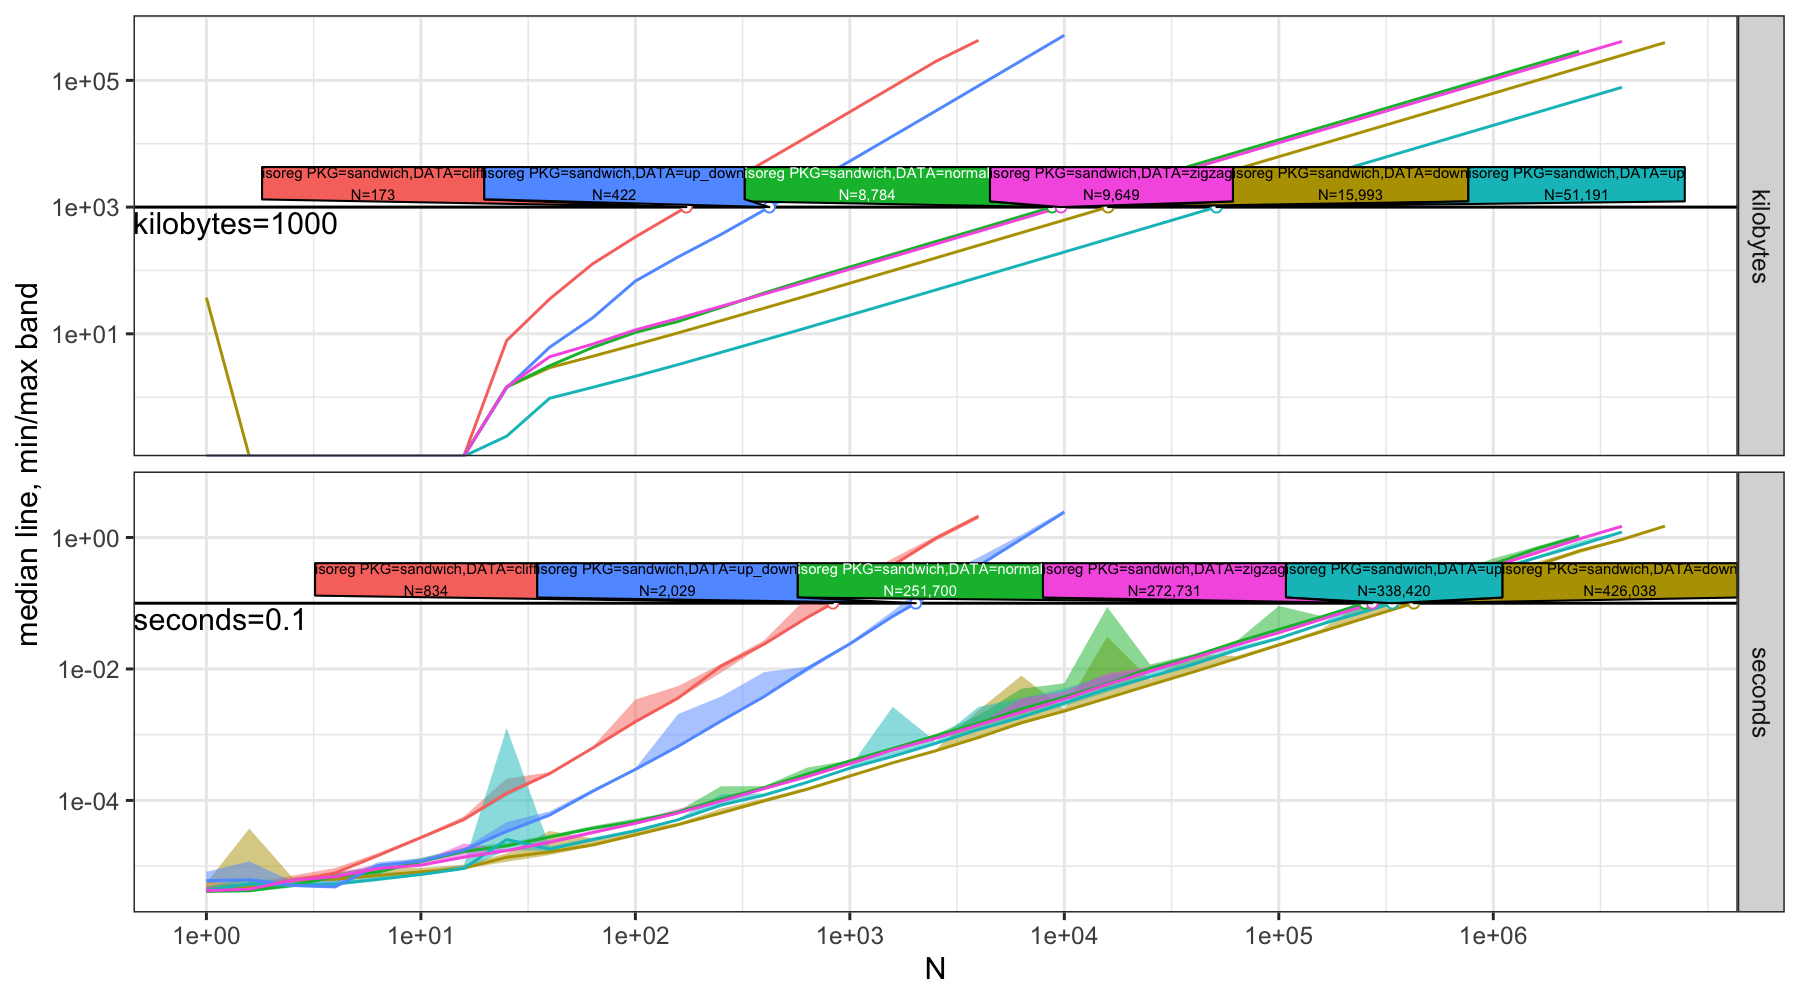 median line, min/max band
1e+05
1e+03
1e+01
kilobytes=1000
isoreg PKG=sandwich,DATA=cliff
N=173
isoreg PKG=sandwich,DATA=up_down
N=422
isoreg PKG=sandwich,DATA=normal
N=8,784
isoreg PKG=sandwich,DATA=zigzag
N=9,649
isoreg PKG=sandwich,DATA=down
N=15,993
isoreg PKG=sandwich,DATA=up
N=51,191
kilobytes
1e+00
1e-02
1e-04
seconds=0.1
isoreg PKG=sandwich,DATA=cliff
N=834
isoreg PKG=sandwich,DATA=up_down
N=2,029
isoreg PKG=sandwich,DATA=normal
N=251,700
isoreg PKG=sandwich,DATA=zigzag
N=272,731
isoreg PKG=sandwich,DATA=up
N=338,420
isoreg PKG=sandwich,DATA=down
N=426,038
seconds
1e+00
1e+01
1e+02
1e+03
1e+04
1e+05
1e+06
N